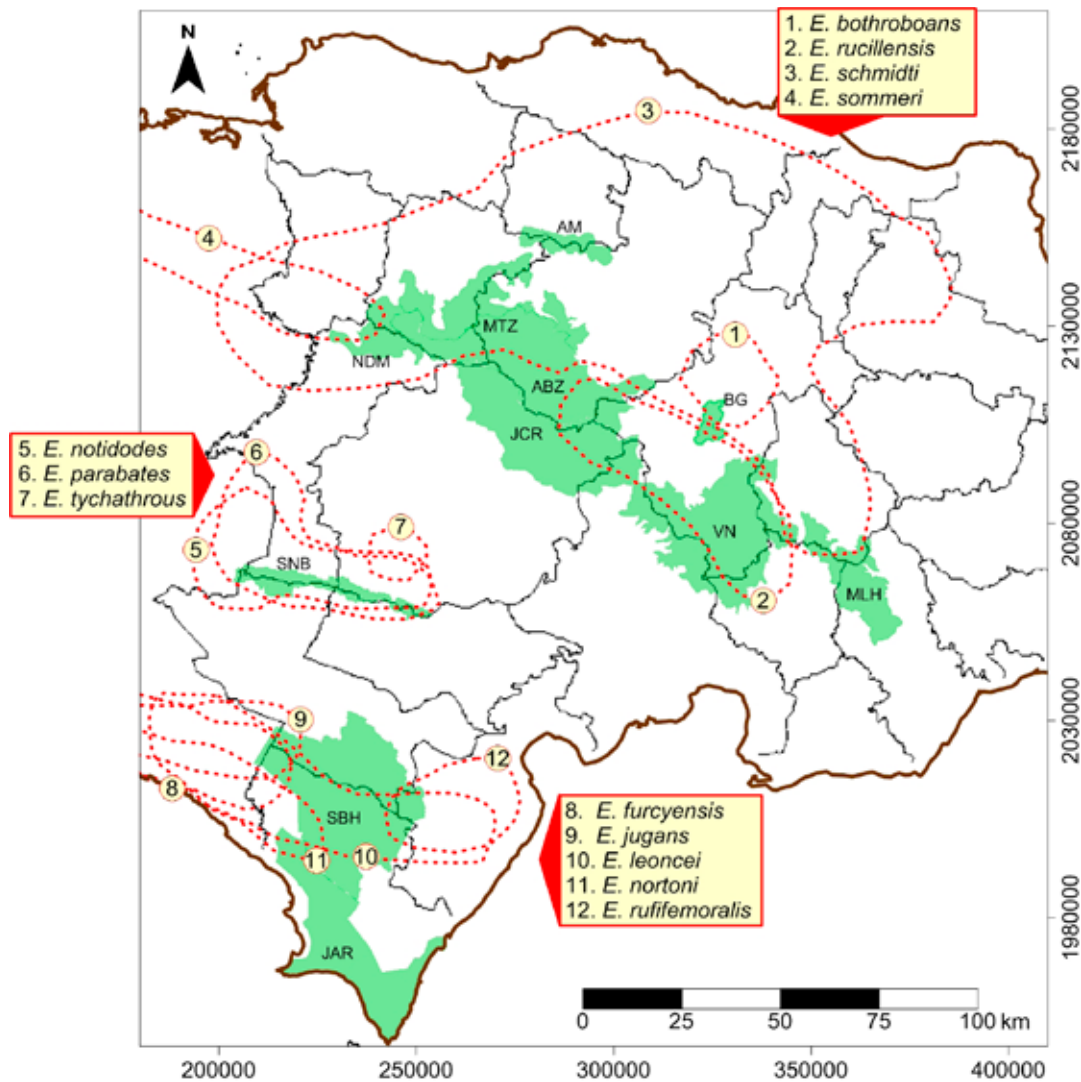 N
1. E. bothroboans
2. E. rucillensis
3. E. schmidti
4. E. sommeri
3
2180000
4
AM
MTZ
1
2130000
NDM
ABZ
BG
JCR
5. E. notidodes
6. E. parabates
7. E. tychathrous
6
7
5
SNB
VN
2080000
2
MLH
9
12
2030000
8
SBH
11
10
8. E. furcyensis
9. E. jugans
10. E. leoncei
11. E. nortoni
12. E. rufifemoralis
1980000
JAR
0 25 50 75 100 km
200000 250000 300000 350000 400000